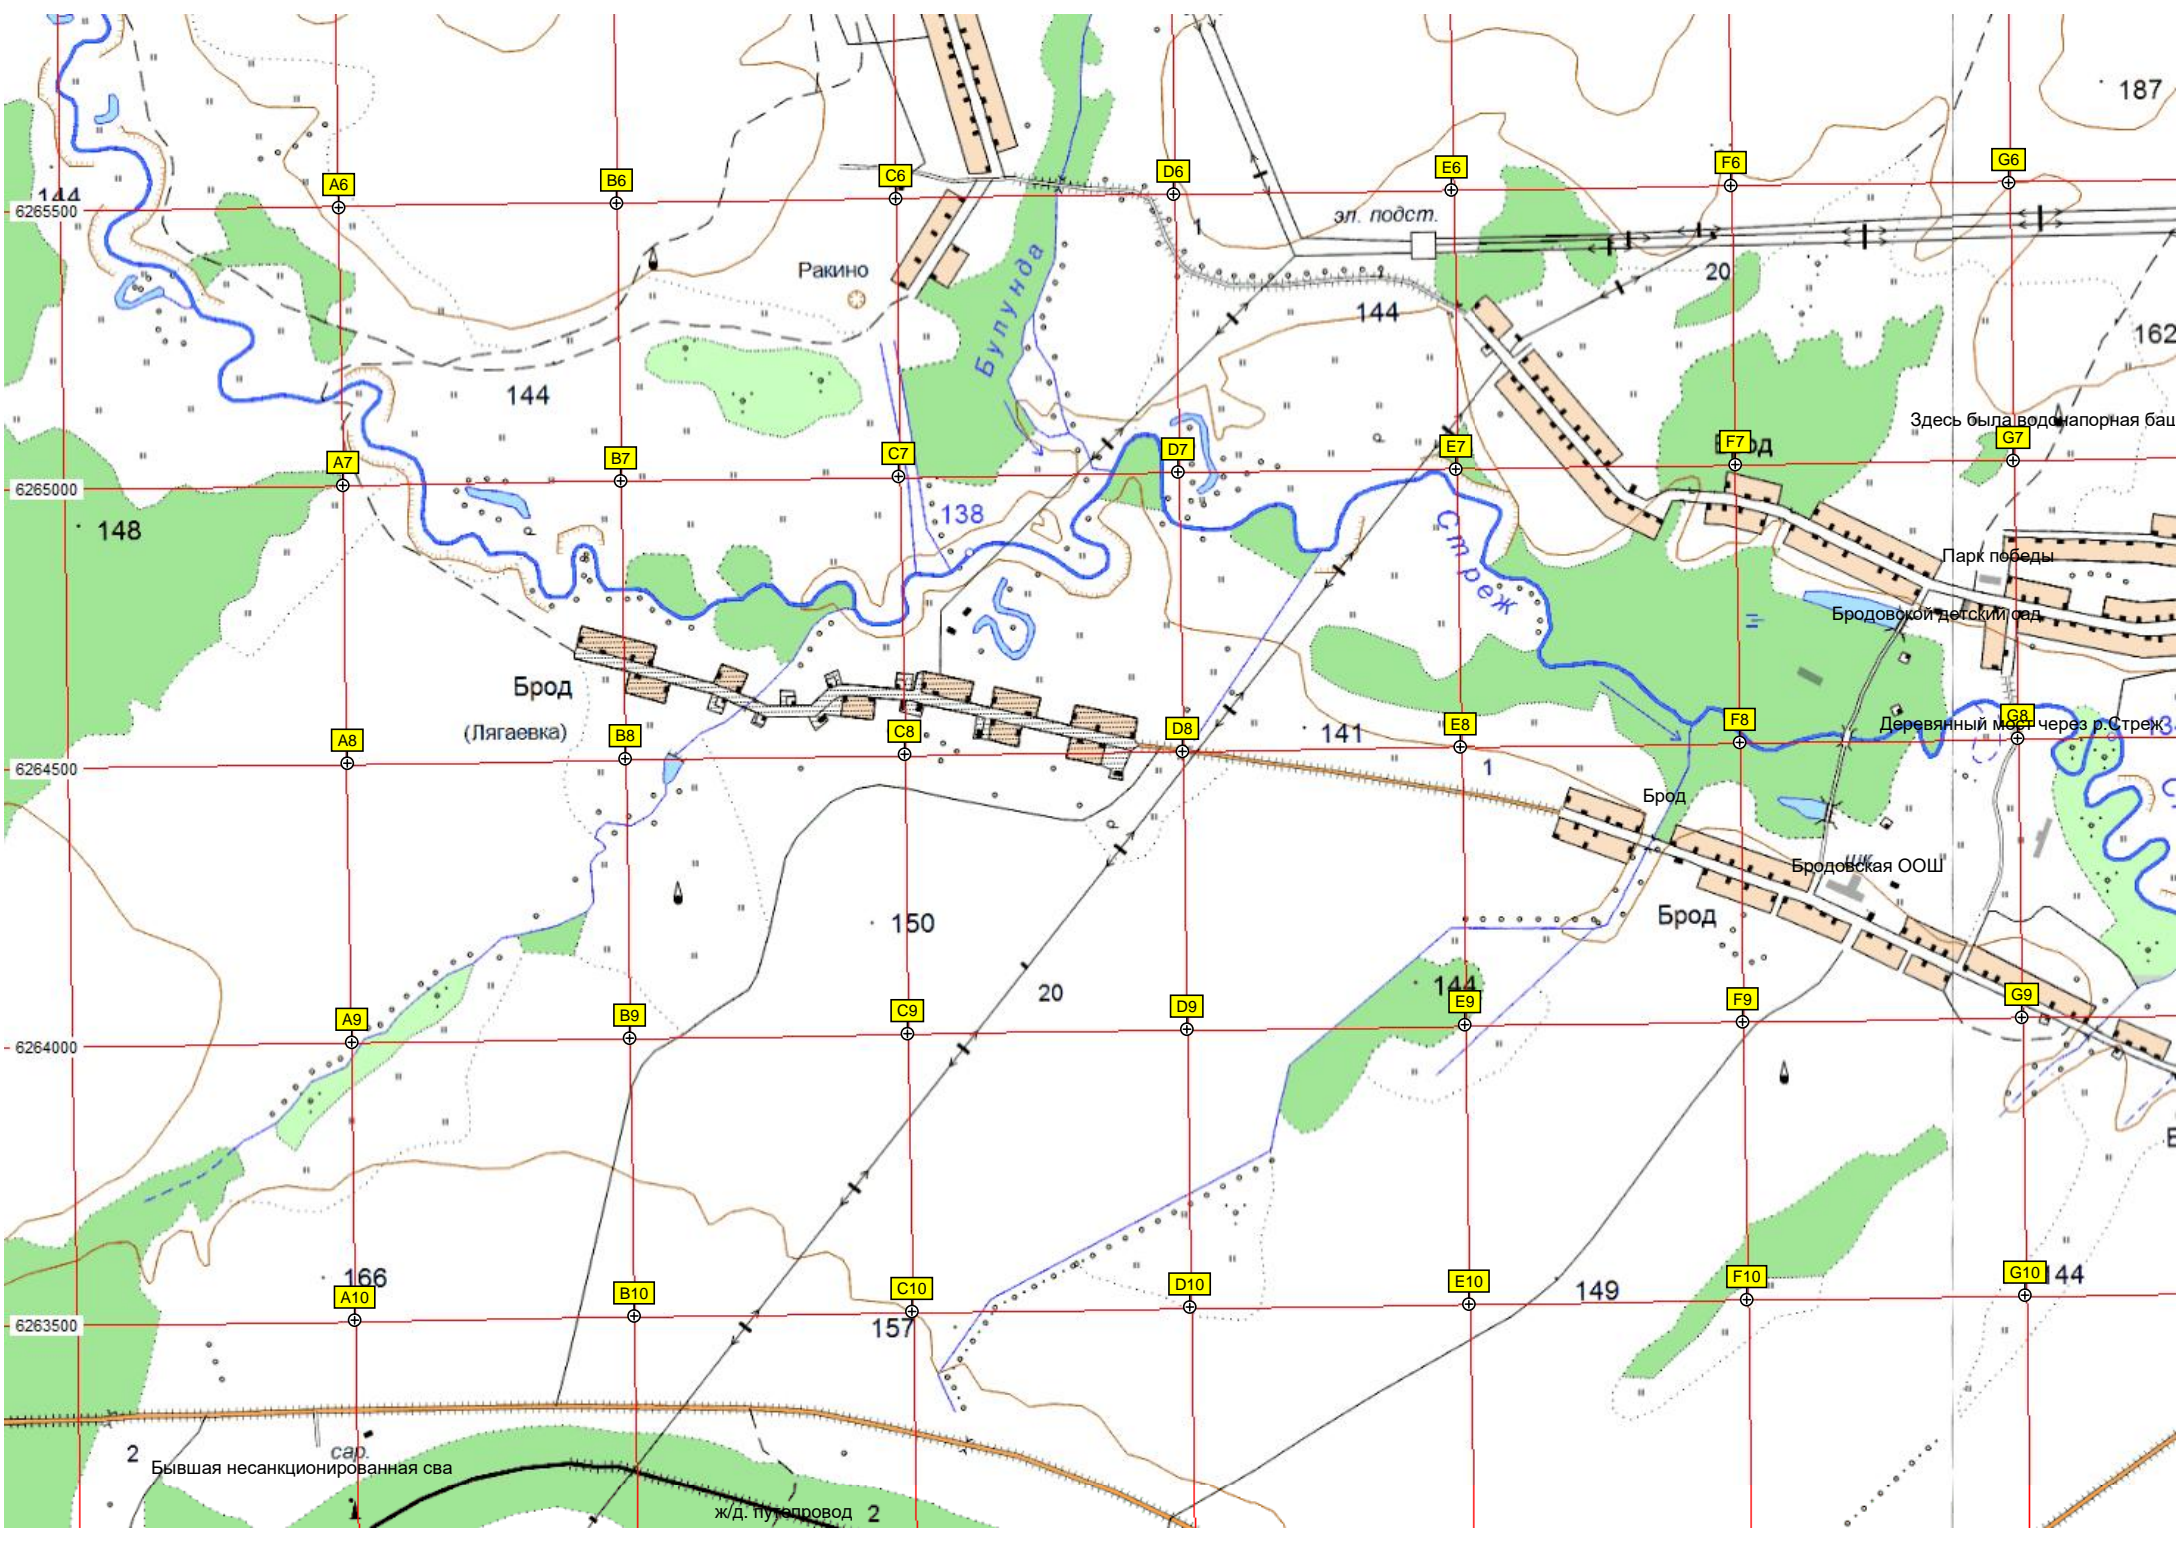 187
144
A6
B6
C6
D6
E6
F6
G6
6265500
эл. подст.
1
Ракино
20
Булунда
144
162
144
Здесь была водонапорная баш
A7
B7
C7
D7
E7
F7
G7
6265000
148
138
Стреж
Парк победы
Бродовской детский сад
Брод
(Лягаевка)
A8
B8
C8
D8
E8
F8
G8
141
Деревянный мост через р.Стреж
6264500
1
Брод
шк.
Бродовская ООШ
150
Брод
20
144
A9
B9
C9
D9
E9
F9
G9
6264000
166
A10
B10
C10
D10
E10
F10
G10
144
149
6263500
157
2
сар.
Бывшая несанкционированная сва
ж/д. путепровод
2